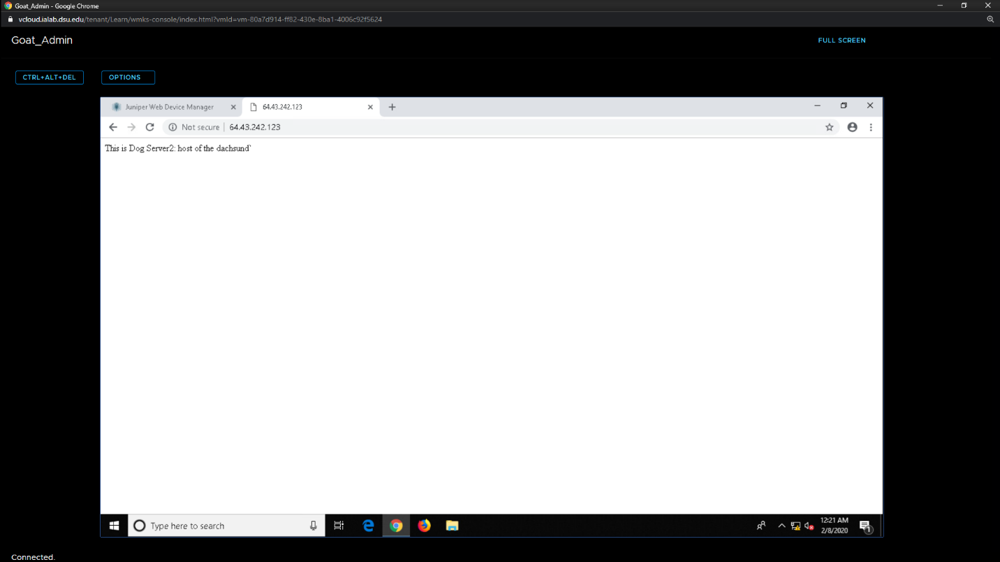 Goat_Admin - Google Chrome
vcloud.ialab.dsu.edu/tenant/Learn/wmks-console/index.html?vmId=vm-80a7d914-ff82-430e-8ba1-4006c92f5624
Goat_Admin
FULL SCREEN
CTRL+ALT+DEL
OPTIONS
Juniper Web Device Manager
64.43.242.123
Not secure
64.43.242.123
This is Dog Server2: host of the dachsund`
Type here to search
12:21 AM
2/8/2020
1
Connected.